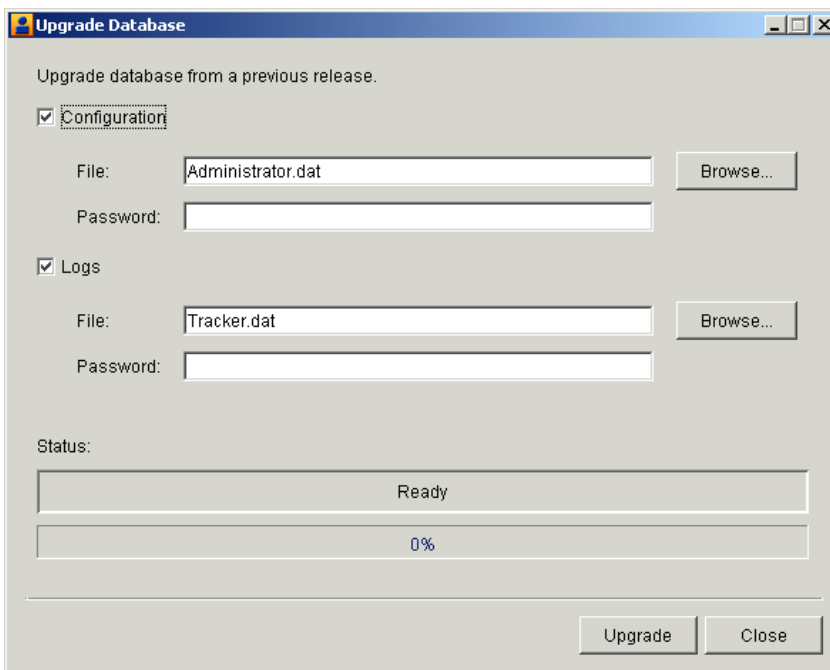 Upgrade Database
Upgrade database from a previous release.
Configuration
File: Administrator.dat Browse...
Password:
Logs
File: Tracker.dat Browse...
Password:
Status:
Ready
0%
Upgrade Close